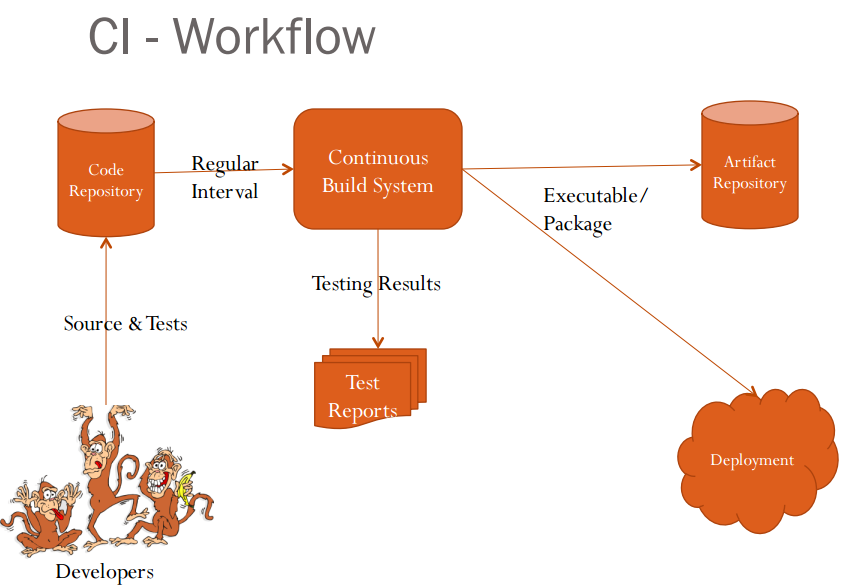 CI - Workflow
Code
Repository
Regular
Interval
Continuous
Build System
Artifact
Repository
Executable/
Package
Testing Results
Source & Tests
Test
Reports
Deployment
Developers